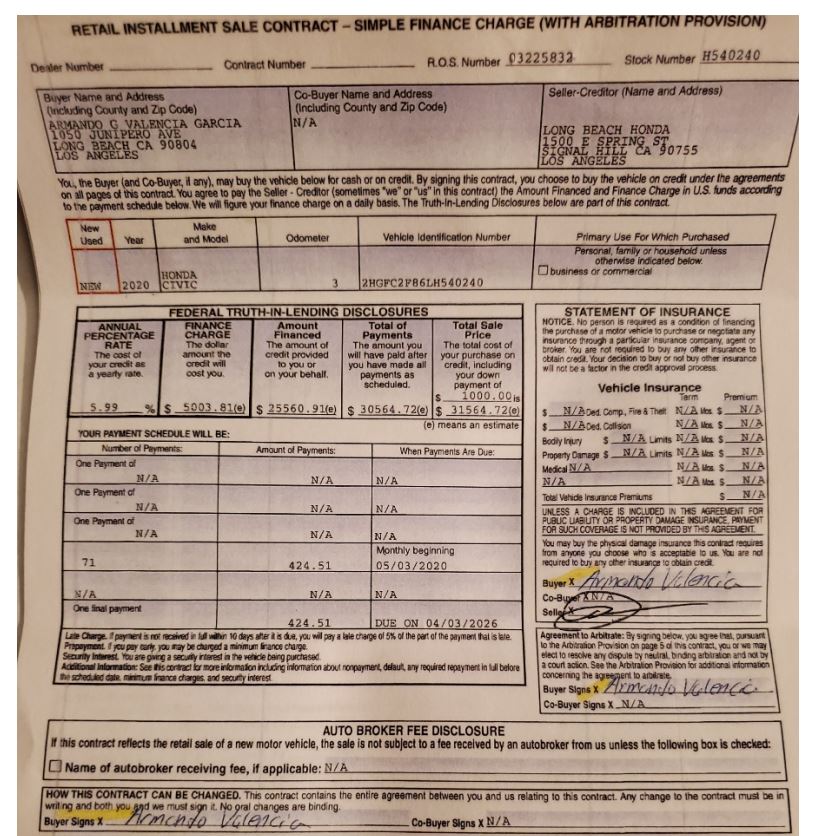 RETAIL INSTALLMENT SALE CONTRACT – SIMPLE FINANCE CHARGE (WITH ARBITRATION PROVISION)
Dealer Number Contract Number R.O.S. Number 03225832 Stock Number H540240
Buyer Name and Address
(Including County and Zip Code)
ARMANDO G VALENCIA GARCIA
1050 JUNIPERO AVE
LONG BEACH CA 90804
LOS ANGELES
Co-Buyer Name and Address
(Including County and Zip Code)
N/A
Seller-Creditor (Name and Address)
LONG BEACH HONDA
1500 E SPRING ST
SIGNAL HILL CA 90755
LOS ANGELES
You, the Buyer (and Co-Buyer, if any), may buy the vehicle below for cash or on credit. By signing this contract, you choose to buy the vehicle on credit under the agreements
on all pages of this contract. You agree to pay the Seller - Creditor (sometimes "we" or "us" in this contract) the Amount Financed and Finance Charge in U.S. funds according
to the payment schedule below. We will figure your finance charge on a daily basis. The Truth-In-Lending Disclosures below are part of this contract.
New
Used
Year
Make
and Model
Odometer
Vehicle Identification Number
Primary Use For Which Purchased
NEW
2020
HONDA
CIVIC
3
2HGFC2F86LH540240
Personal, family or household unless
otherwise indicated below.
business or commercial
FEDERAL TRUTH-IN-LENDING DISCLOSURES
ANNUAL
PERCENTAGE
RATE
The cost of
your credit as
a yearly rate.
5.99 %
FINANCE
CHARGE
The dollar
amount the
credit will
cost you.
$ 5003.81(e)
Amount
Financed
The amount of
credit provided
to you or
on your behalf.
$ 25560.91(e)
Total of
Payments
The amount you
will have paid after
you have made all
payments as
scheduled.
$ 30564.72(e)
Total Sale
Price
The total cost of
your purchase on
credit, including
your down
payment of
$ 1000.00 is
$ 31564.72(e)
(e) means an estimate
YOUR PAYMENT SCHEDULE WILL BE:
Number of Payments: Amount of Payments: When Payments Are Due:
One Payment of
N/A N/A N/A
One Payment of
N/A N/A N/A
One Payment of
N/A N/A N/A
Monthly beginning
71 424.51 05/03/2020
N/A N/A N/A
One final payment
424.51 DUE ON 04/03/2026
Late Charge. If payment is not received in full within 10 days after it is due, you will pay a late charge of 5% of the part of the payment that is late.
Prepayment. If you pay early, you may be charged a minimum finance charge.
Security Interest. You are giving a security interest in the vehicle being purchased.
Additional Information: See this contract for more information including information about nonpayment, default, any required repayment in full before
the scheduled date, minimum finance charges, and security interest.
STATEMENT OF INSURANCE
NOTICE. No person is required as a condition of financing
the purchase of a motor vehicle to purchase or negotiate any
insurance through a particular insurance company, agent or
broker. You are not required to buy any other insurance to
obtain credit. Your decision to buy or not buy other insurance
will not be a factor in the credit approval process.
Vehicle Insurance
Term Premium
$ N/A Ded. Comp., Fire & Theft N/A Mos. $ N/A
$ N/A Ded. Collision N/A Mos. $ N/A
Bodily Injury $ N/A Limits N/A Mos. $ N/A
Property Damage $ N/A Limits N/A Mos. $ N/A
Medical N/A N/A Mos. $ N/A
N/A N/A Mos. $ N/A
Total Vehicle Insurance Premiums $ N/A
UNLESS A CHARGE IS INCLUDED IN THIS AGREEMENT FOR
PUBLIC LIABILITY OR PROPERTY DAMAGE INSURANCE, PAYMENT
FOR SUCH COVERAGE IS NOT PROVIDED BY THIS AGREEMENT.
You may buy the physical damage insurance this contract requires
from anyone you choose who is acceptable to us. You are not
required to buy any other insurance to obtain credit.
Buyer X Armando Valencia
Co-Buyer X N/A
Seller X
Agreement to Arbitrate: By signing below, you agree that, pursuant
to the Arbitration Provision on page 5 of this contract, you or we may
elect to resolve any dispute by neutral, binding arbitration and not by
a court action. See the Arbitration Provision for additional information
concerning the agreement to arbitrate.
Buyer Signs X Armando Valencia
Co-Buyer Signs X N/A
AUTO BROKER FEE DISCLOSURE
If this contract reflects the retail sale of a new motor vehicle, the sale is not subject to a fee received by an autobroker from us unless the following box is checked:
Name of autobroker receiving fee, if applicable: N/A
HOW THIS CONTRACT CAN BE CHANGED. This contract contains the entire agreement between you and us relating to this contract. Any change to the contract must be in
writing and both you and we must sign it. No oral changes are binding.
Buyer Signs X Armando Valencia Co-Buyer Signs X N/A